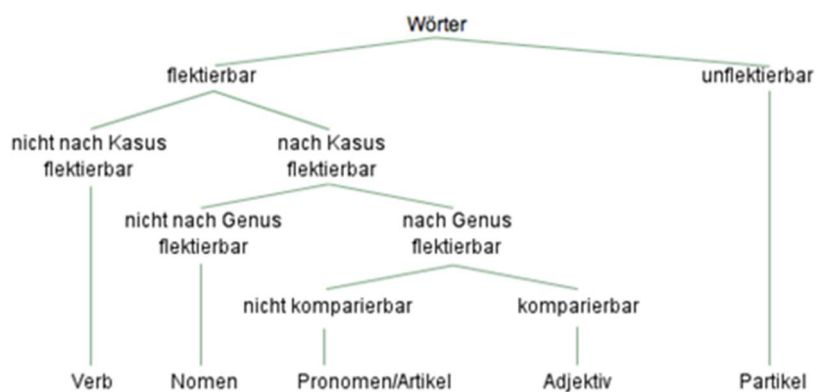 Wörter
flektierbar
unflektierbar
nicht nach Kasus
flektierbar
nach Kasus
flektierbar
nicht nach Genus
flektierbar
nach Genus
flektierbar
nicht komparierbar
komparierbar
Verb
Nomen
Pronomen/Artikel
Adjektiv
Partikel